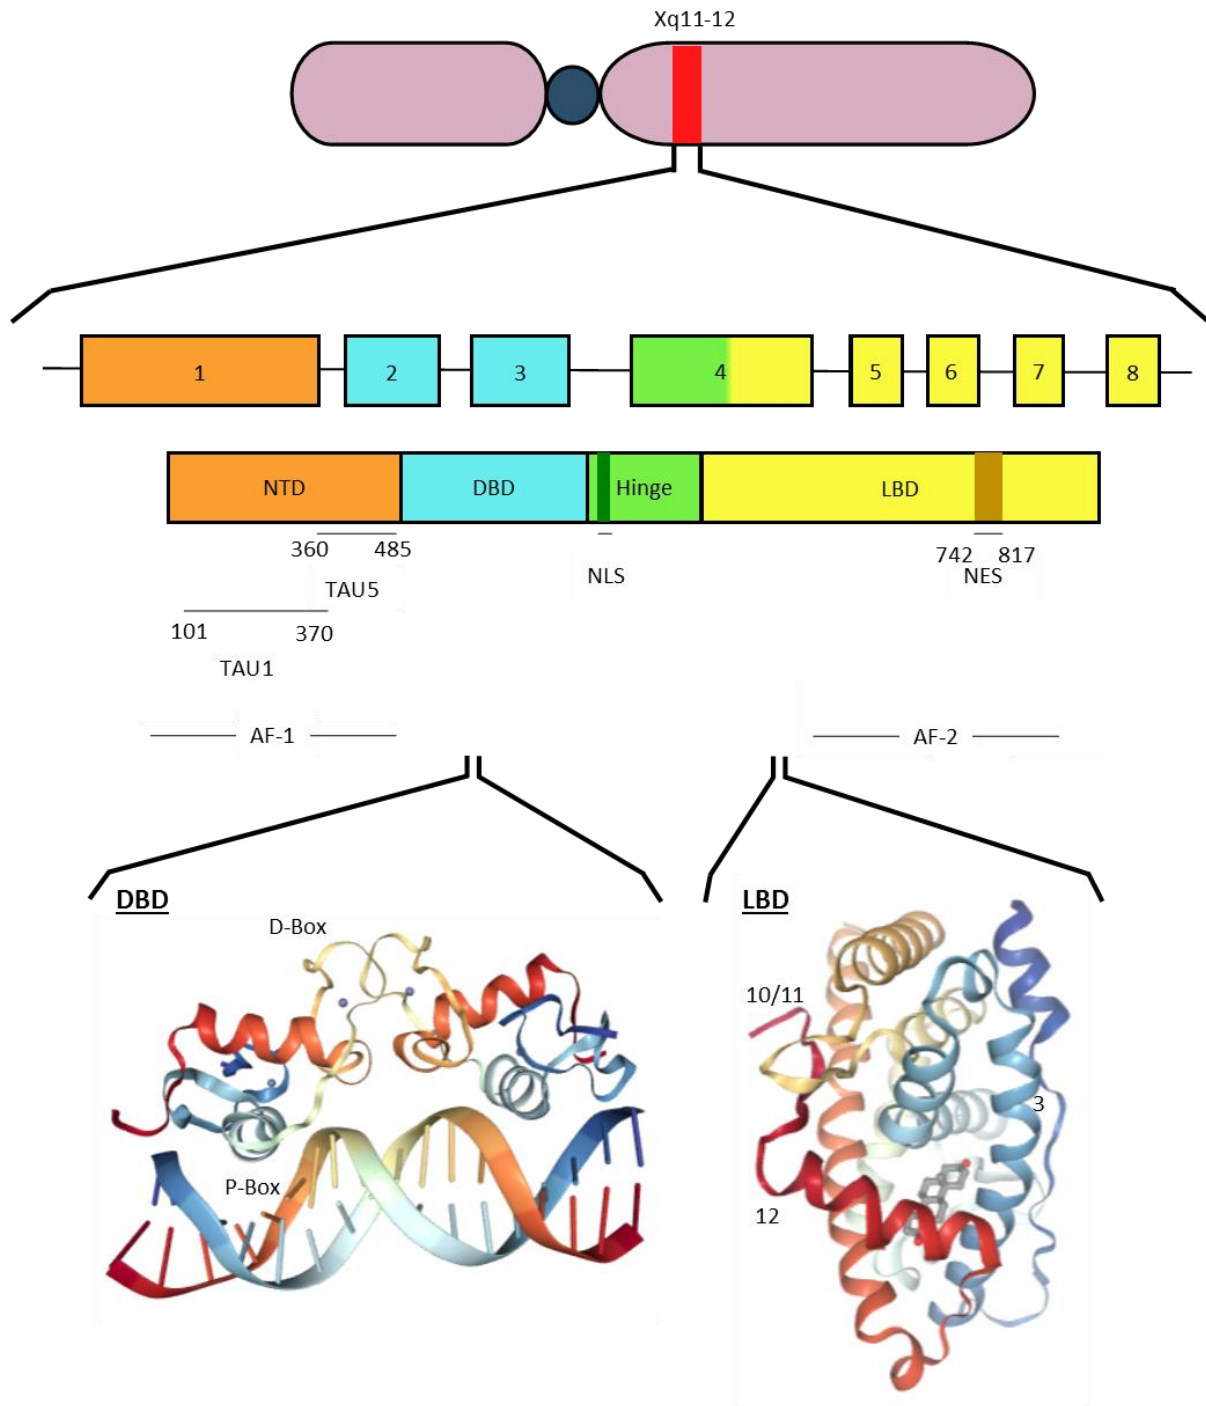 Xq11-12
1 2 3 4 5 6 7 8
NTD DBD Hinge LBD
360 485 742 817
TAU5 NLS NES
101 370
TAU1
AF-1 AF-2
DBD LBD
D-Box
10/11
3
P-Box
12